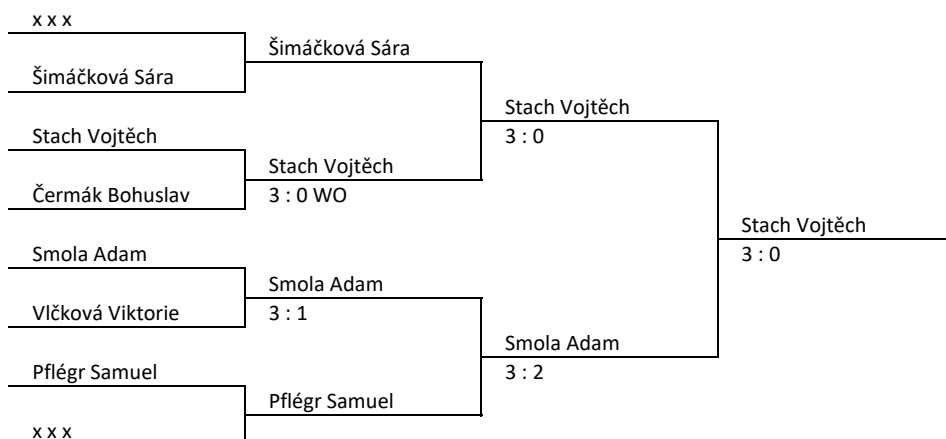 x x x
Šimáčková Sára
Šimáčková Sára
Stach Vojtěch
3 : 0
Stach Vojtěch
Stach Vojtěch
3 : 0 WO
Čermák Bohuslav
Stach Vojtěch
3 : 0
Smola Adam
Smola Adam
3 : 1
Vlčková Viktorie
Smola Adam
3 : 2
Pflégr Samuel
Pflégr Samuel
x x x